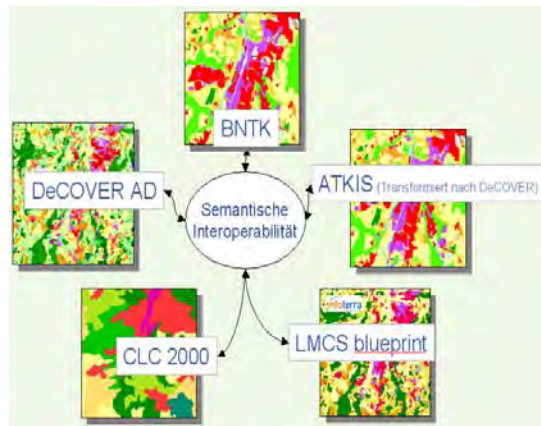 BNTK
DeCOVER AD
ATKIS (Transformiert nach DeCOVER)
Semantische
Interoperabilität
infoterra
CLC 2000
LMCS blueprint